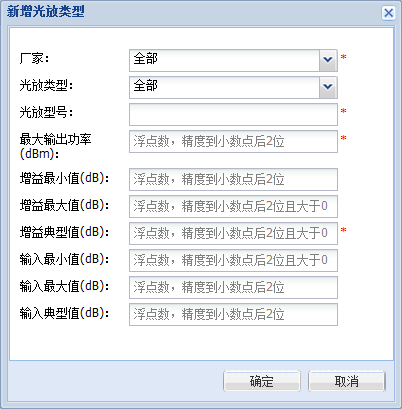 新增光放类型
厂家： 全部 *
光放类型： 全部
光放型号： *
最大输出功率
(dBm)： 浮点数，精度到小数点后2位 *
增益最小值(dB)： 浮点数，精度到小数点后2位
增益最大值(dB)： 浮点数，精度到小数点后2位且大于0
增益典型值(dB)： 浮点数，精度到小数点后2位且大于0 *
输入最小值(dB)： 浮点数，精度到小数点后2位且大于0
输入最大值(dB)： 浮点数，精度到小数点后2位
输入典型值(dB)： 浮点数，精度到小数点后2位
确定 取消